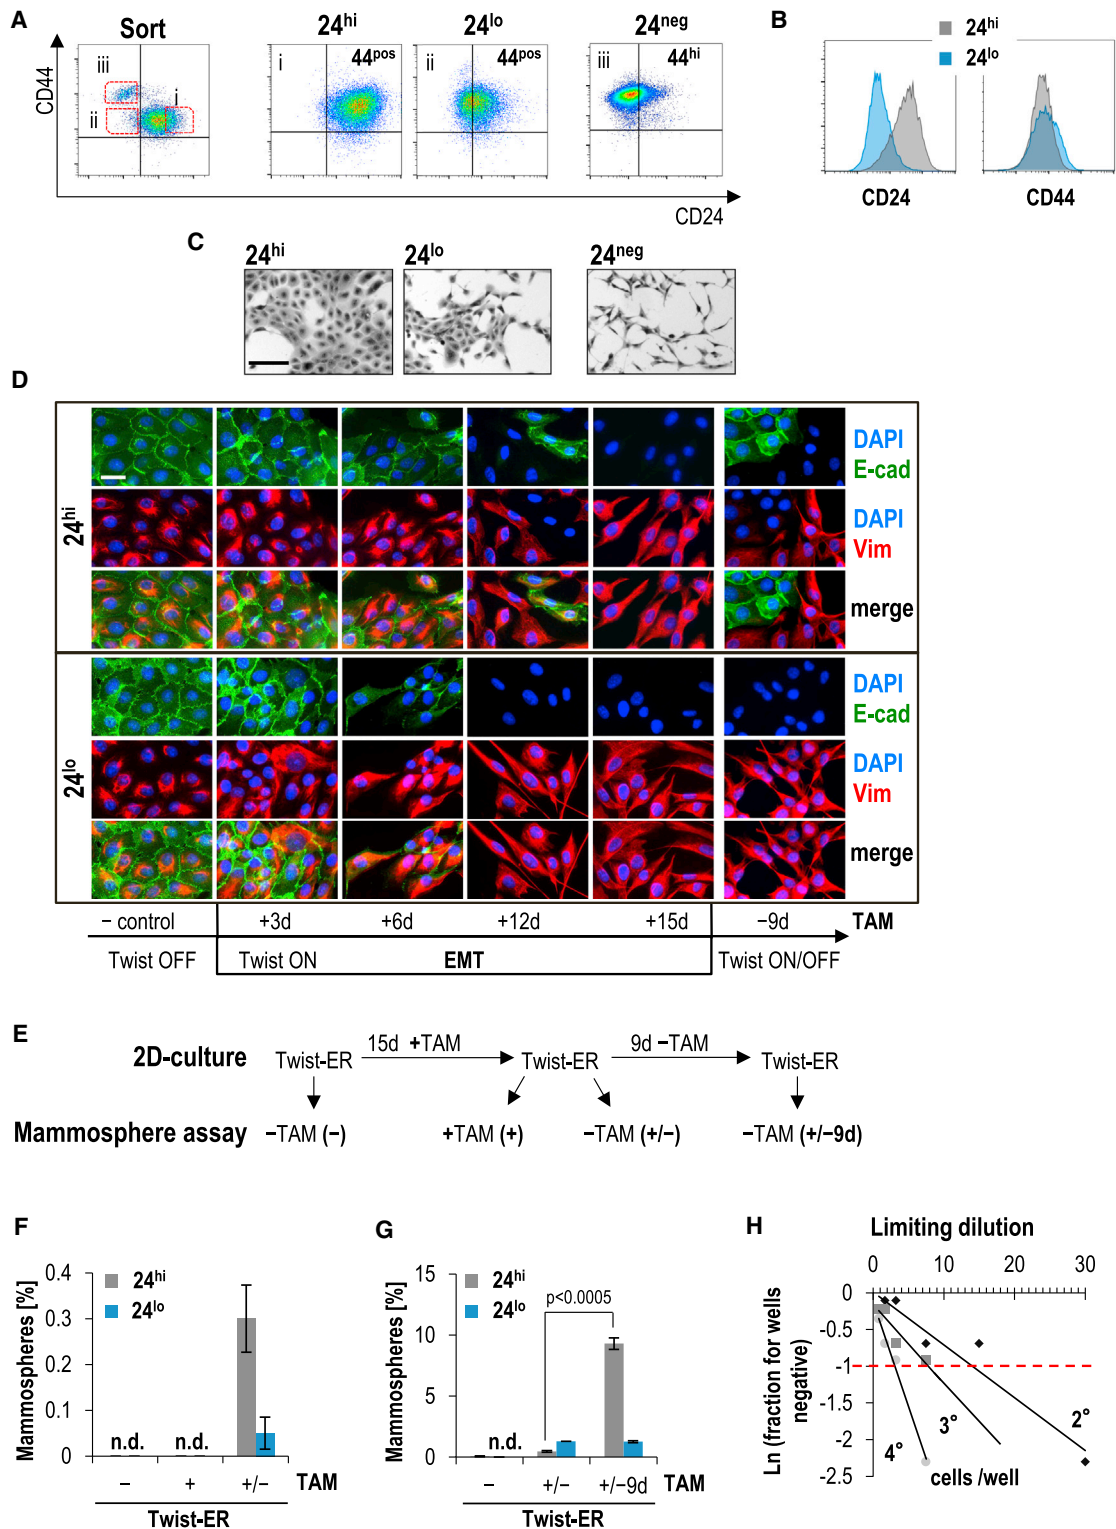 A
Sort
24hi
24lo
24neg
CD44
iii
ii
i
i
44pos
ii
44pos
iii
44hi
CD24
B
24hi
24lo
CD24
CD44
C
24hi
24lo
24neg
D
24hi
DAPI
E-cad
DAPI
Vim
merge
24lo
DAPI
E-cad
DAPI
Vim
merge
− control
+3d
+6d
+12d
+15d
−9d
TAM
Twist OFF
Twist ON
EMT
Twist ON/OFF
E
2D-culture
Twist-ER
15d +TAM
Twist-ER
9d −TAM
Twist-ER
Mammosphere assay
−TAM (−)
+TAM (+)
−TAM (+/−)
−TAM (+/−9d)
F
Mammospheres [%]
0.4
0.3
0.2
0.1
0
24hi
24lo
n.d.
n.d.
−
+
+/−
TAM
Twist-ER
G
Mammospheres [%]
15
10
5
0
24hi
24lo
p<0.0005
n.d.
−
+/−
+/−9d
TAM
Twist-ER
H
Limiting dilution
0
10
20
30
Ln (fraction for wells
negative)
0
-0.5
-1
-1.5
-2
-2.5
4°
3°
2°
cells /well